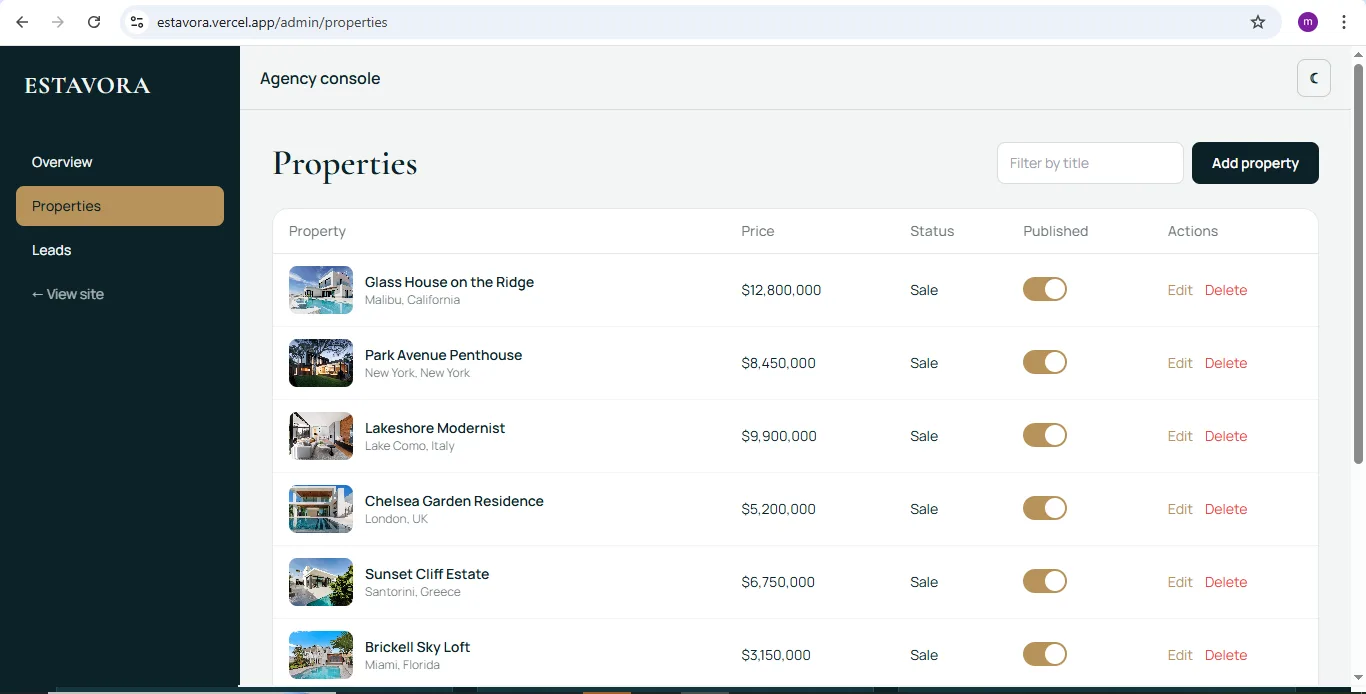 estavora.vercel.app/admin/properties
m
ESTAVORA
Agency console
Overview
Properties
Leads
← View site
Properties
Filter by title
Add property
Property Price Status Published Actions
Glass House on the Ridge
Malibu, California
$12,800,000 Sale Edit Delete
Park Avenue Penthouse
New York, New York
$8,450,000 Sale Edit Delete
Lakeshore Modernist
Lake Como, Italy
$9,900,000 Sale Edit Delete
Chelsea Garden Residence
London, UK
$5,200,000 Sale Edit Delete
Sunset Cliff Estate
Santorini, Greece
$6,750,000 Sale Edit Delete
Brickell Sky Loft
Miami, Florida
$3,150,000 Sale Edit Delete